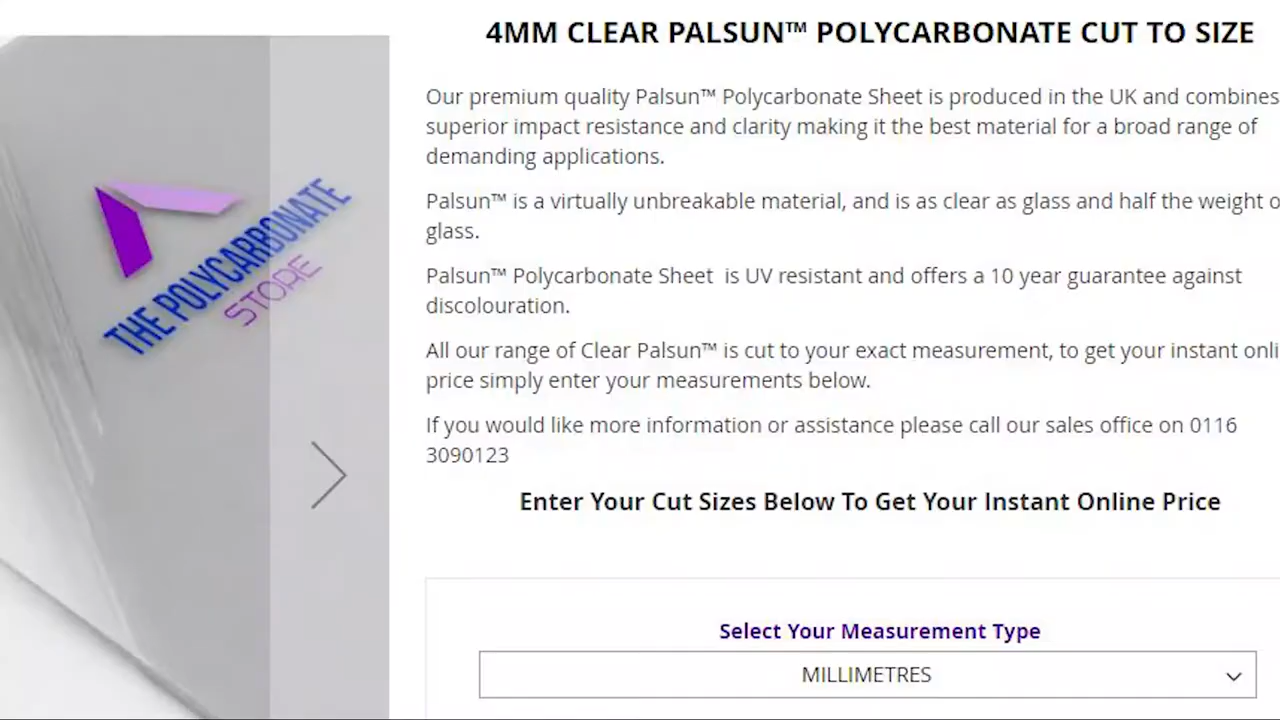 4MM CLEAR PALSUN™ POLYCARBONATE CUT TO SIZE
Our premium quality Palsun™ Polycarbonate Sheet is produced in the UK and combines
superior impact resistance and clarity making it the best material for a broad range of
demanding applications.
Palsun™ is a virtually unbreakable material, and is as clear as glass and half the weight
glass.
Palsun™ Polycarbonate Sheet is UV resistant and offers a 10 year guarantee against
discolouration.
All our range of Clear Palsun™ is cut to your exact measurement, to get your instant
price simply enter your measurements below.
If you would like more information or assistance please call our sales office on 0116
3090123
Enter Your Cut Sizes Below To Get Your Instant Online Price
Select Your Measurement Type
MILLIMETRES
THE POLYCARBONATE
STORE